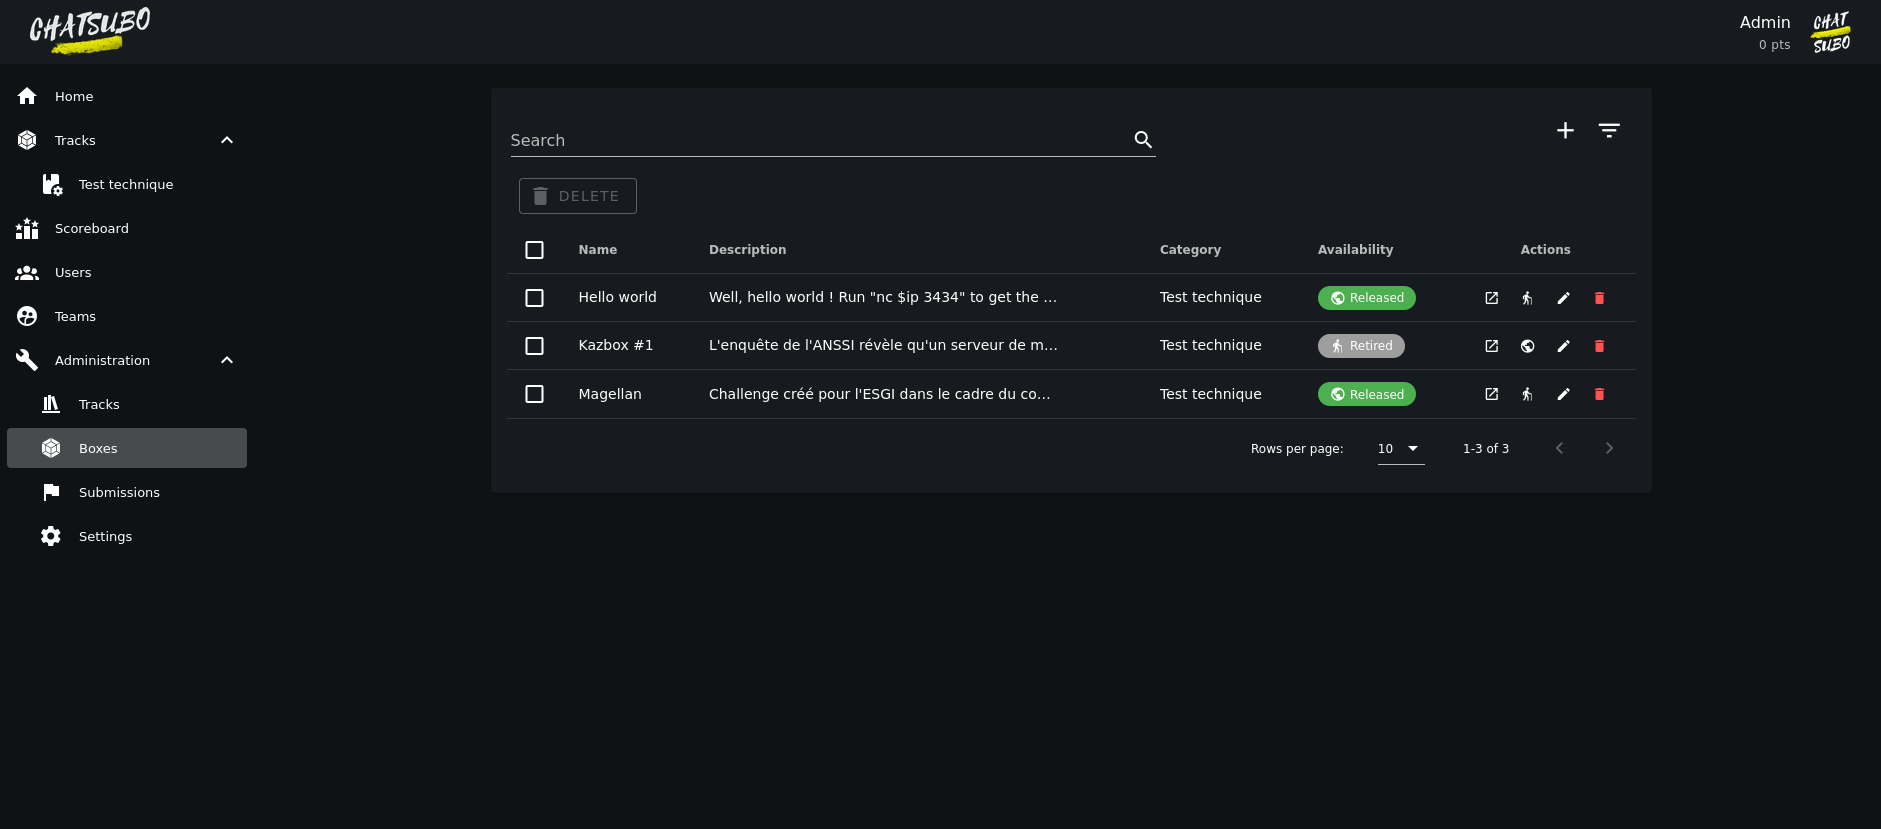 CHATSUBO
Admin
0 pts
CHAT
SUBO
Home
Tracks
Test technique
Scoreboard
Users
Teams
Administration
Tracks
Boxes
Submissions
Settings
Search
DELETE
Name Description Category Availability Actions
Hello world Well, hello world ! Run "nc $ip 3434" to get the ... Test technique Released
Kazbox #1 L'enquête de l'ANSSI révèle qu'un serveur de m... Test technique Retired
Magellan Challenge créé pour l'ESGI dans le cadre du co... Test technique Released
Rows per page: 10 1-3 of 3